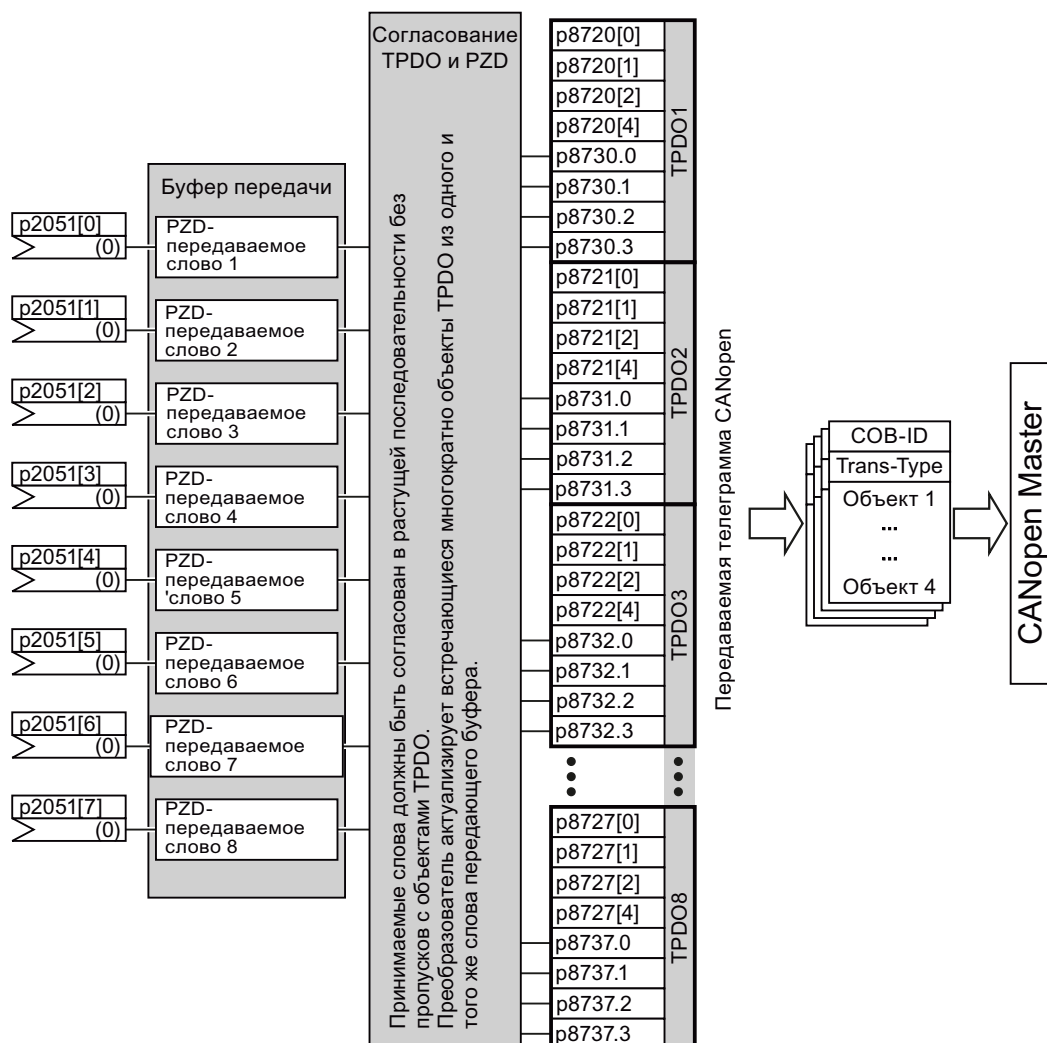 p2051[0]
(0)
p2051[1]
(0)
p2051[2]
(0)
p2051[3]
(0)
p2051[4]
(0)
p2051[5]
(0)
p2051[6]
(0)
p2051[7]
(0)
Буфер передачи
PZD-
передаваемое
слово 1
PZD-
передаваемое
слово 2
PZD-
передаваемое
слово 3
PZD-
передаваемое
слово 4
PZD-
передаваемое
'слово 5
PZD-
передаваемое
слово 6
PZD-
передаваемое
слово 7
PZD-
передаваемое
слово 8
Согласование
TPDO и PZD
Принимаемые слова должны быть согласован в растущей последовательности без
пропусков с объектами TPDO.
Преобразователь актуализирует встречающиеся многократно объекты TPDO из одного и
того же слова передающего буфера.
p8720[0]
p8720[1]
p8720[2]
p8720[4]
p8730.0
p8730.1
p8730.2
p8730.3
TPDO1
p8721[0]
p8721[1]
p8721[2]
p8721[4]
p8731.0
p8731.1
p8731.2
p8731.3
TPDO2
p8722[0]
p8722[1]
p8722[2]
p8722[4]
p8732.0
p8732.1
p8732.2
p8732.3
TPDO3
p8727[0]
p8727[1]
p8727[2]
p8727[4]
p8737.0
p8737.1
p8737.2
p8737.3
TPDO8
Передаваемая телеграмма CANopen
COB-ID
Trans-Type
Объект 1
...
...
Объект 4
CANopen Master